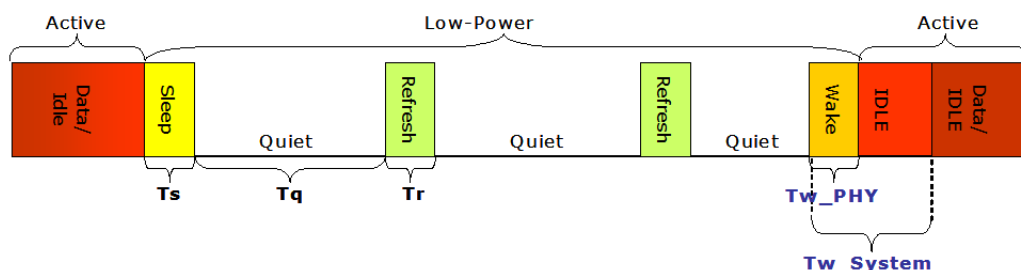 Active
Low-Power
Active
Data/
Idle
Sleep
Refresh
Refresh
Wake
IDLE
Data/
IDLE
Quiet
Quiet
Quiet
Ts
Tq
Tr
Tw_PHY
Tw_System